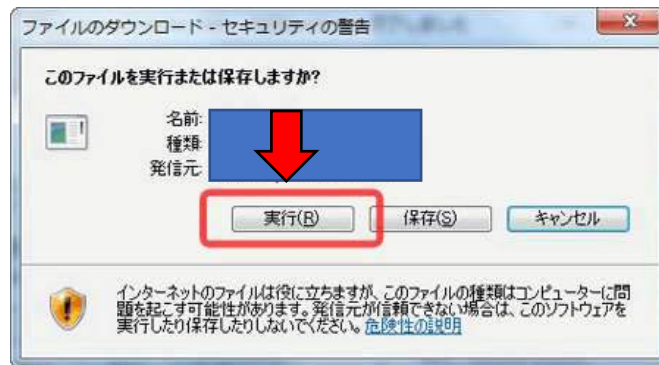 ファイルのダウンロード - セキュリティの警告
このファイルを実行または保存しますか?
名前:
種類:
発信元:
実行(R) 保存(S) キャンセル
インターネットのファイルは役に立ちますが、このファイルの種類はコンピューターに問
題を起こす可能性があります。発信元が信頼できない場合は、このソフトウェアを
実行したり保存したりしないでください。危険性の説明